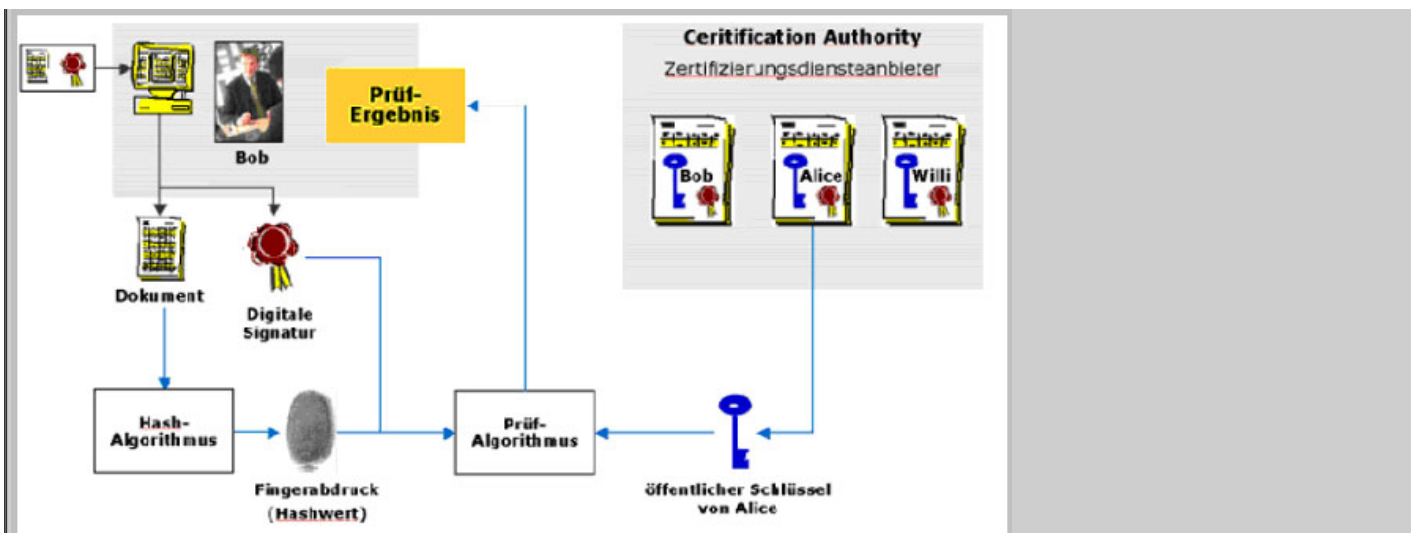 Ceritification Authority
Zertifizierungsdiensteanbieter
Prüf-
Ergebnis
Bob
Bob
Alice
Willi
Dokument
Digitale
Signatur
Hash-
Algorithmus
Fingerabdruck
(Hashwert)
Prüf-
Algorithmus
öffentlicher Schlüssel
von Alice